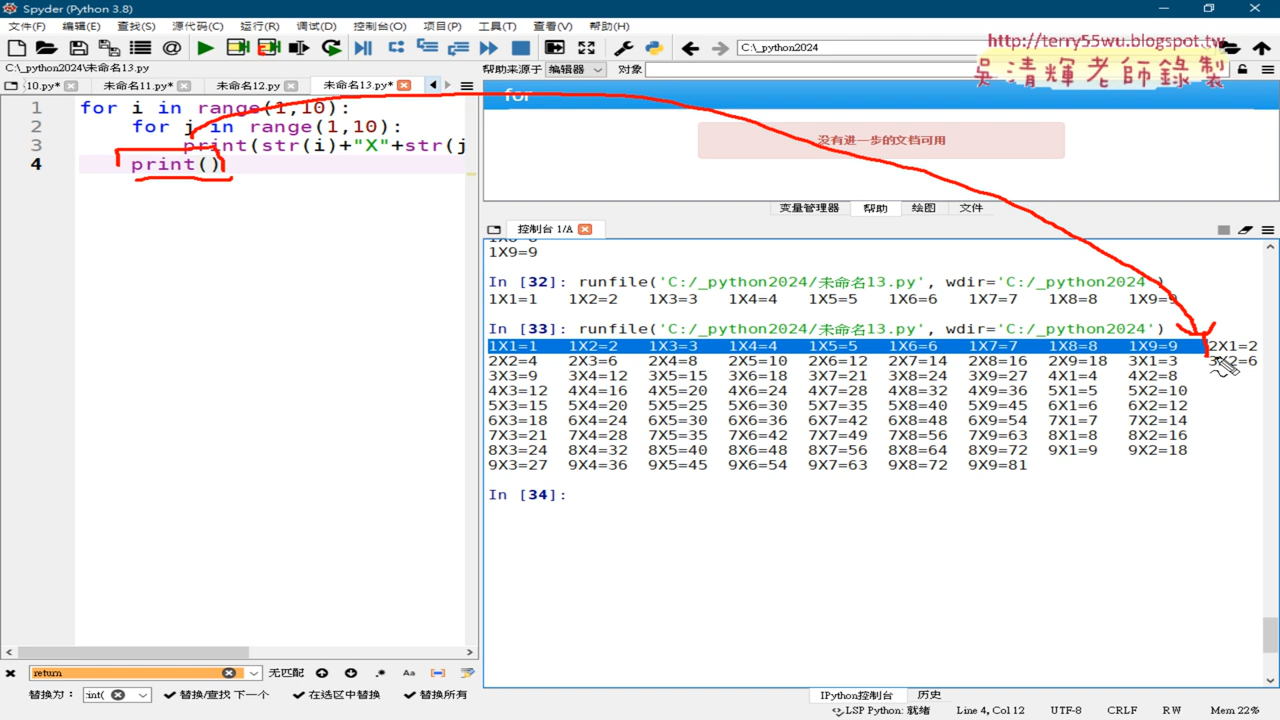 Spyder (Python 3.8)
文件(F) 编辑(E) 查找(S) 源代码(C) 运行(R) 调试(D) 控制台(O) 项目(P) 工具(T) 查看(V) 帮助(H)
C:\_python2024
http://terry55wu.blogspot.tw
吳清輝老師錄製
C:\_python2024\未命名13.py
10.py* 未命名11.py* 未命名12.py 未命名13.py*
帮助来源于 编辑器 对象
1 for i in range(1,10):
2 for j in range(1,10):
3 print(str(i)+"X"+str(j
4 print()
for
没有进一步的文档可用
变量管理器 帮助 绘图 文件
控制台 1/A
1X9=9
In [32]: runfile('C:/_python2024/未命名13.py', wdir='C:/_python2024')
1X1=1 1X2=2 1X3=3 1X4=4 1X5=5 1X6=6 1X7=7 1X8=8 1X9=9
In [33]: runfile('C:/_python2024/未命名13.py', wdir='C:/_python2024')
1X1=1 1X2=2 1X3=3 1X4=4 1X5=5 1X6=6 1X7=7 1X8=8 1X9=9 2X1=2
2X2=4 2X3=6 2X4=8 2X5=10 2X6=12 2X7=14 2X8=16 2X9=18 3X1=3 3X2=6
3X3=9 3X4=12 3X5=15 3X6=18 3X7=21 3X8=24 3X9=27 4X1=4 4X2=8
4X3=12 4X4=16 4X5=20 4X6=24 4X7=28 4X8=32 4X9=36 5X1=5 5X2=10
5X3=15 5X4=20 5X5=25 5X6=30 5X7=35 5X8=40 5X9=45 6X1=6 6X2=12
6X3=18 6X4=24 6X5=30 6X6=36 6X7=42 6X8=48 6X9=54 7X1=7 7X2=14
7X3=21 7X4=28 7X5=35 7X6=42 7X7=49 7X8=56 7X9=63 8X1=8 8X2=16
8X3=24 8X4=32 8X5=40 8X6=48 8X7=56 8X8=64 8X9=72 9X1=9 9X2=18
9X3=27 9X4=36 9X5=45 9X6=54 9X7=63 9X8=72 9X9=81
In [34]:
return 无匹配 Aa
替换为: int( 替换/查找 下一个 在选区中替换 替换所有
IPython控制台 历史
LSP Python: 就绪 Line 4, Col 12 UTF-8 CRLF RW Mem 22%